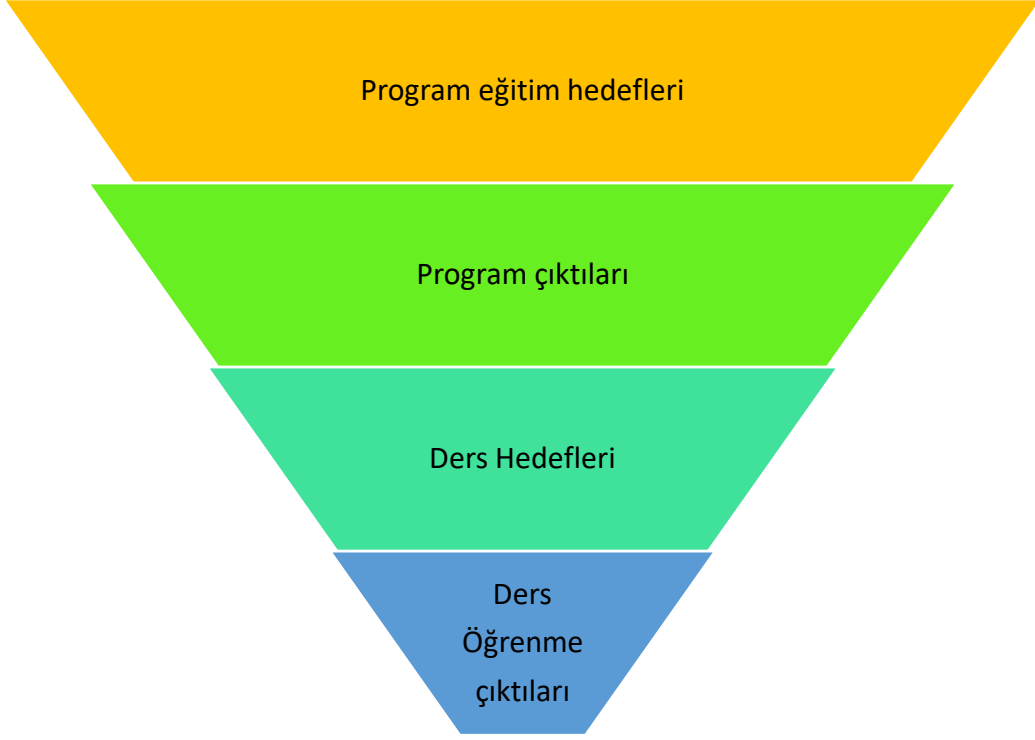 Program eğitim hedefleri
Program çıktıları
Ders Hedefleri
Ders
Öğrenme
çıktıları